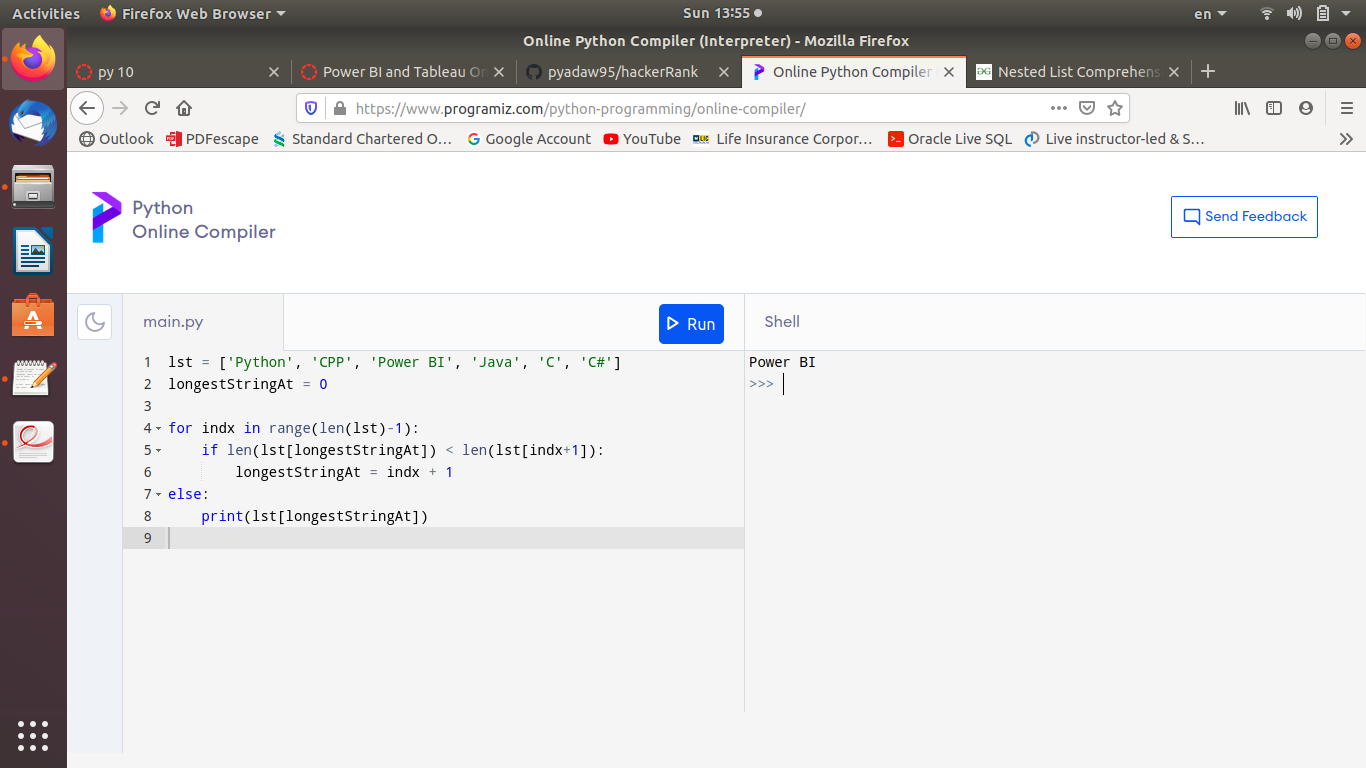 Activities Firefox Web Browser Sun 13:55 en
Online Python Compiler (Interpreter) - Mozilla Firefox
py 10 Power BI and Tableau Or pyadaw95/hackerRank Online Python Compiler Nested List Comprehens
https://www.programiz.com/python-programming/online-compiler/
Outlook PDFescape Standard Chartered O… Google Account YouTube LIC Life Insurance Corpor… Oracle Live SQL Live instructor-led & S…
Python
Online Compiler
Send Feedback
main.py Run Shell
1 lst = ['Python', 'CPP', 'Power BI', 'Java', 'C', 'C#']
2 longestStringAt = 0
3
4 for indx in range(len(lst)-1):
5 if len(lst[longestStringAt]) < len(lst[indx+1]):
6 longestStringAt = indx + 1
7 else:
8 print(lst[longestStringAt])
9
Power BI
>>>